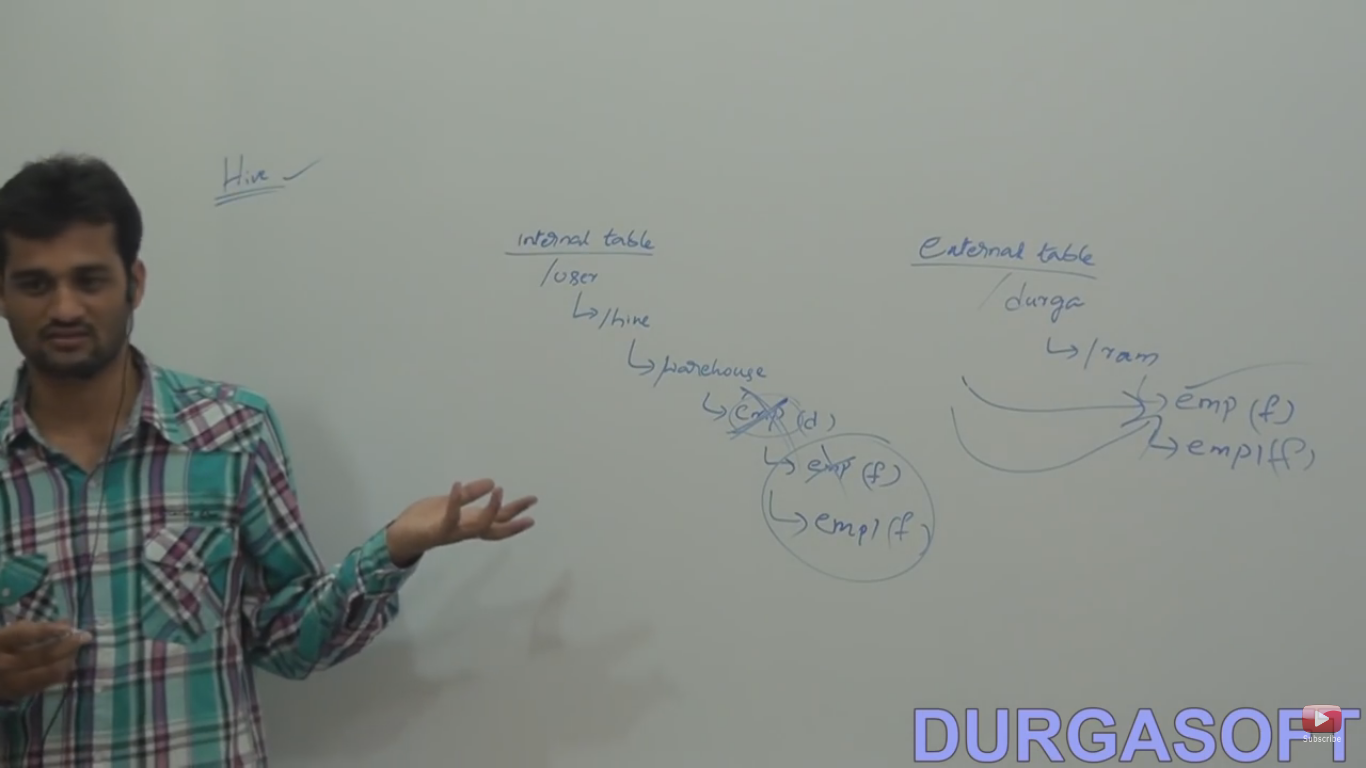 Hive
internal table
/user
/hive
/warehouse
emp (d)
emp (f)
emp1 (f)
External table
/durga
/ram
emp (f)
emp1 (f)
DURGASOFT
Subscribe